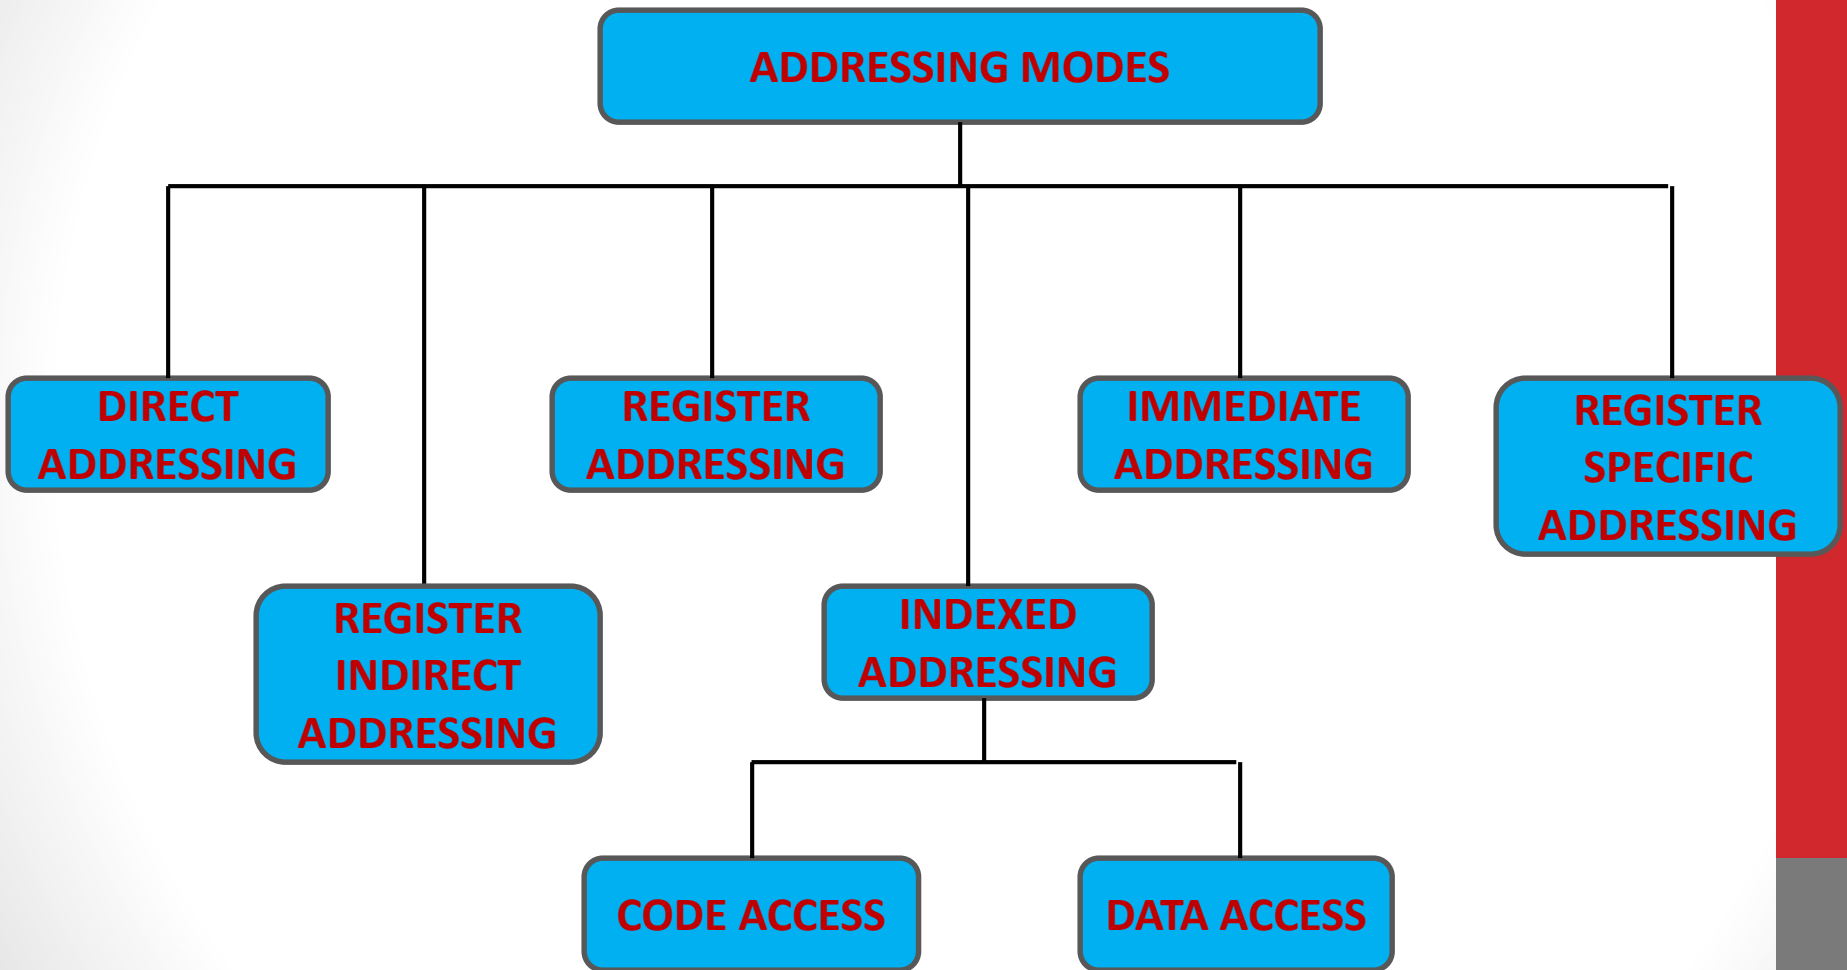 ADDRESSING MODES
DIRECT
ADDRESSING
REGISTER
ADDRESSING
IMMEDIATE
ADDRESSING
REGISTER
SPECIFIC
ADDRESSING
REGISTER
INDIRECT
ADDRESSING
INDEXED
ADDRESSING
CODE ACCESS
DATA ACCESS